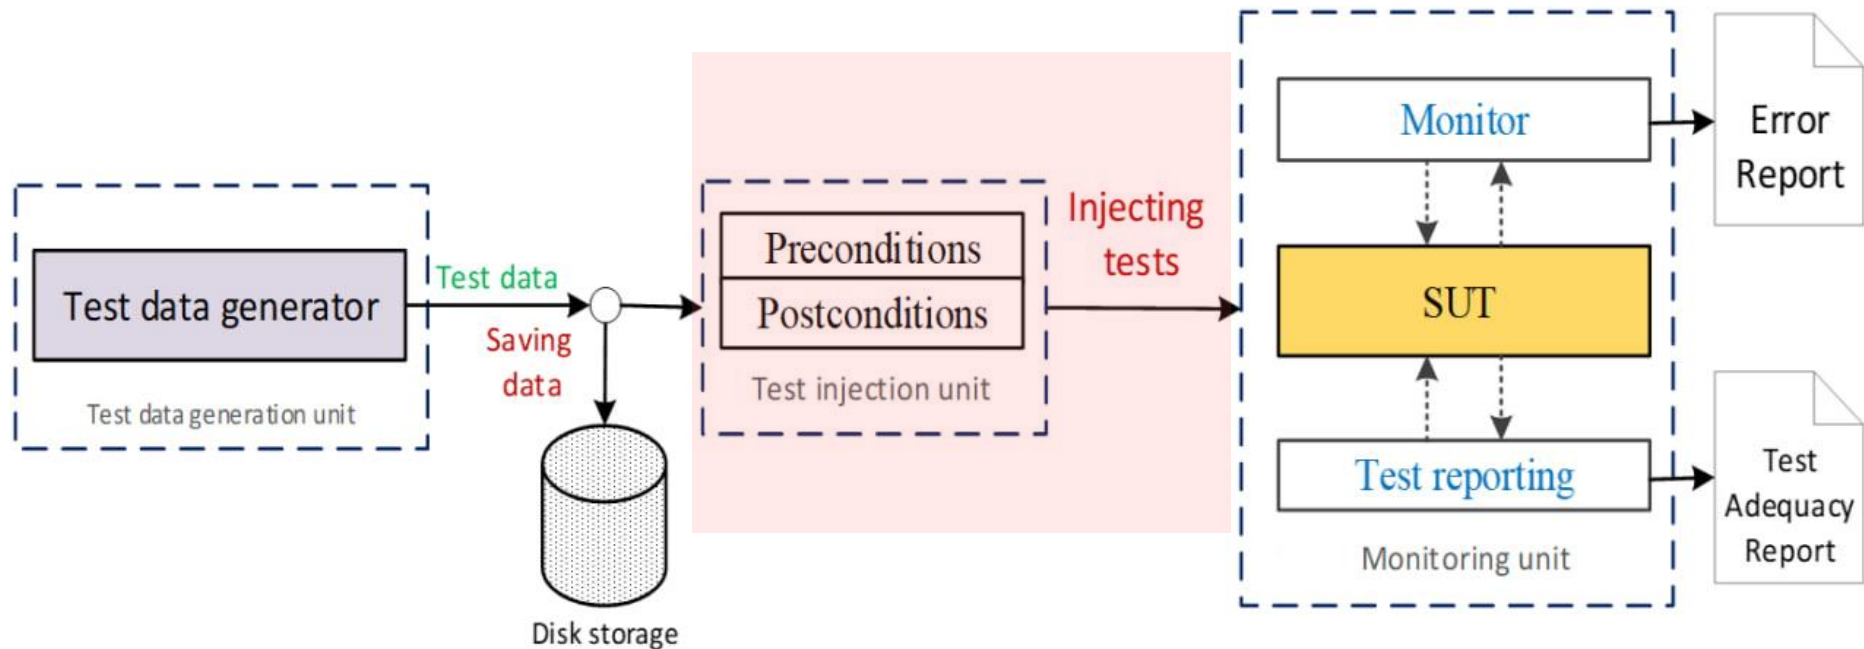 Test data generator
Test data generation unit
Test data
Saving
data
Disk storage
Preconditions
Postconditions
Test injection unit
Injecting
tests
Monitor
SUT
Test reporting
Monitoring unit
Error
Report
Test
Adequacy
Report